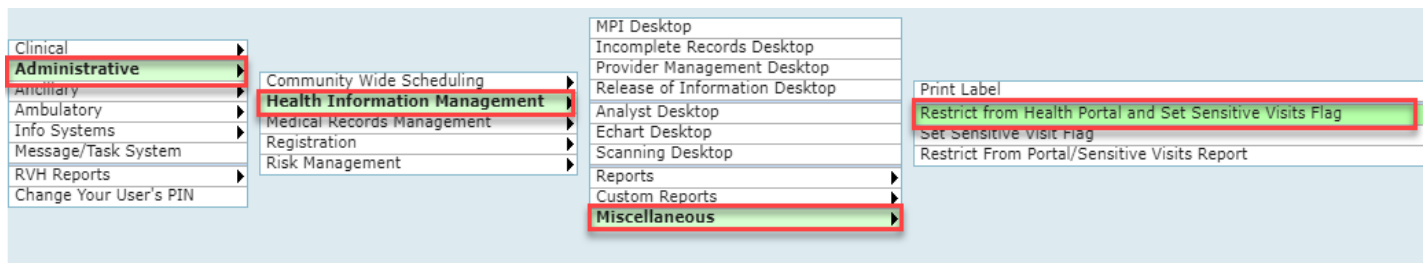 Clinical
Administrative
Ancillary
Ambulatory
Info Systems
Message/Task System
RVH Reports
Change Your User's PIN
Community Wide Scheduling
Health Information Management
Medical Records Management
Registration
Risk Management
MPI Desktop
Incomplete Records Desktop
Provider Management Desktop
Release of Information Desktop
Analyst Desktop
Echart Desktop
Scanning Desktop
Reports
Custom Reports
Miscellaneous
Print Label
Restrict from Health Portal and Set Sensitive Visits Flag
Set Sensitive Visit Flag
Restrict From Portal/Sensitive Visits Report